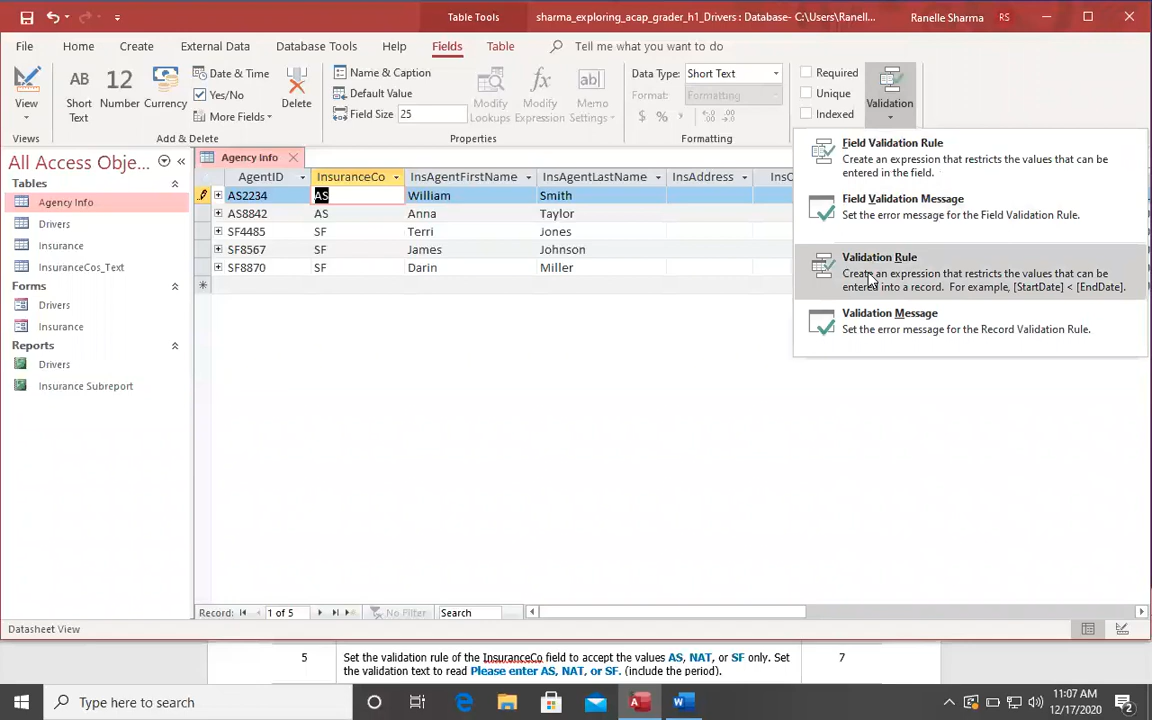 Table Tools
sharma_exploring_acap_grader_h1_Drivers : Database- C:\Users\Ranell...
Ranelle Sharma
RS
File Home Create External Data Database Tools Help Fields Table Tell me what you want to do
View
Views
AB Short Text
12 Number
Currency
Date & Time
Yes/No
More Fields
Delete
Add & Delete
Name & Caption
Default Value
Field Size 25
Modify Lookups
fx Modify Expression
ab Memo Settings
Properties
Data Type: Short Text
Format: Formatting
$ % ,
Formatting
Required
Unique
Indexed
Validation
Field Validation Rule
Create an expression that restricts the values that can be
entered in the field.
Field Validation Message
Set the error message for the Field Validation Rule.
Validation Rule
Create an expression that restricts the values that can be
entered into a record. For example, [StartDate] < [EndDate].
Validation Message
Set the error message for the Record Validation Rule.
All Access Obje...
Tables
Agency Info
Drivers
Insurance
InsuranceCos_Text
Forms
Drivers
Insurance
Reports
Drivers
Insurance Subreport
Agency Info
AgentID InsuranceCo InsAgentFirstName InsAgentLastName InsAddress InsC
AS2234 AS William Smith
AS8842 AS Anna Taylor
SF4485 SF Terri Jones
SF8567 SF James Johnson
SF8870 SF Darin Miller
Record: 1 of 5 No Filter Search
Datasheet View
5 Set the validation rule of the InsuranceCo field to accept the values AS, NAT, or SF only. Set 7
the validation text to read Please enter AS, NAT, or SF. (include the period).
Type here to search
11:07 AM
12/17/2020
2